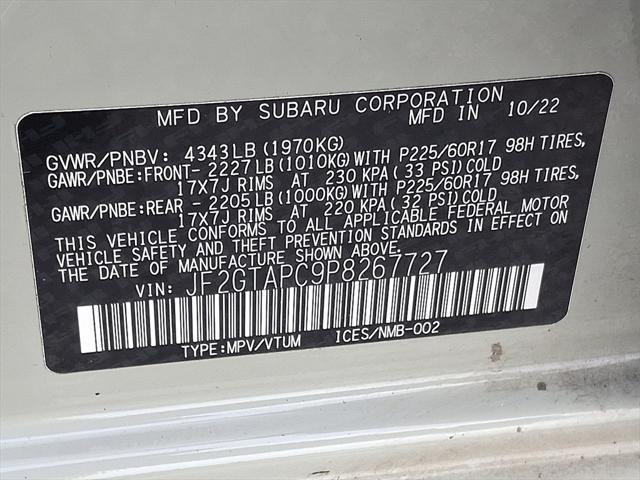 MFD BY SUBARU CORPORATION
MFD IN 10/22
GVWR/PNBV: 4343LB (1970KG)
GAWR/PNBE:FRONT- 2227LB (1010KG) WITH P225/60R17 98H TIRES,
17X7J RIMS AT 230 KPA (33 PSI) COLD
GAWR/PNBE:REAR - 2205LB (1000KG) WITH P225/60R17 98H TIRES,
17X7J RIMS AT 220 KPA (32 PSI) COLD
THIS VEHICLE CONFORMS TO ALL APPLICABLE FEDERAL MOTOR
VEHICLE SAFETY AND THEFT PREVENTION STANDARDS IN EFFECT ON
THE DATE OF MANUFACTURE SHOWN ABOVE.
VIN: JF2GTAPC9P8267727
TYPE:MPV/VTUM ICES/NMB-002